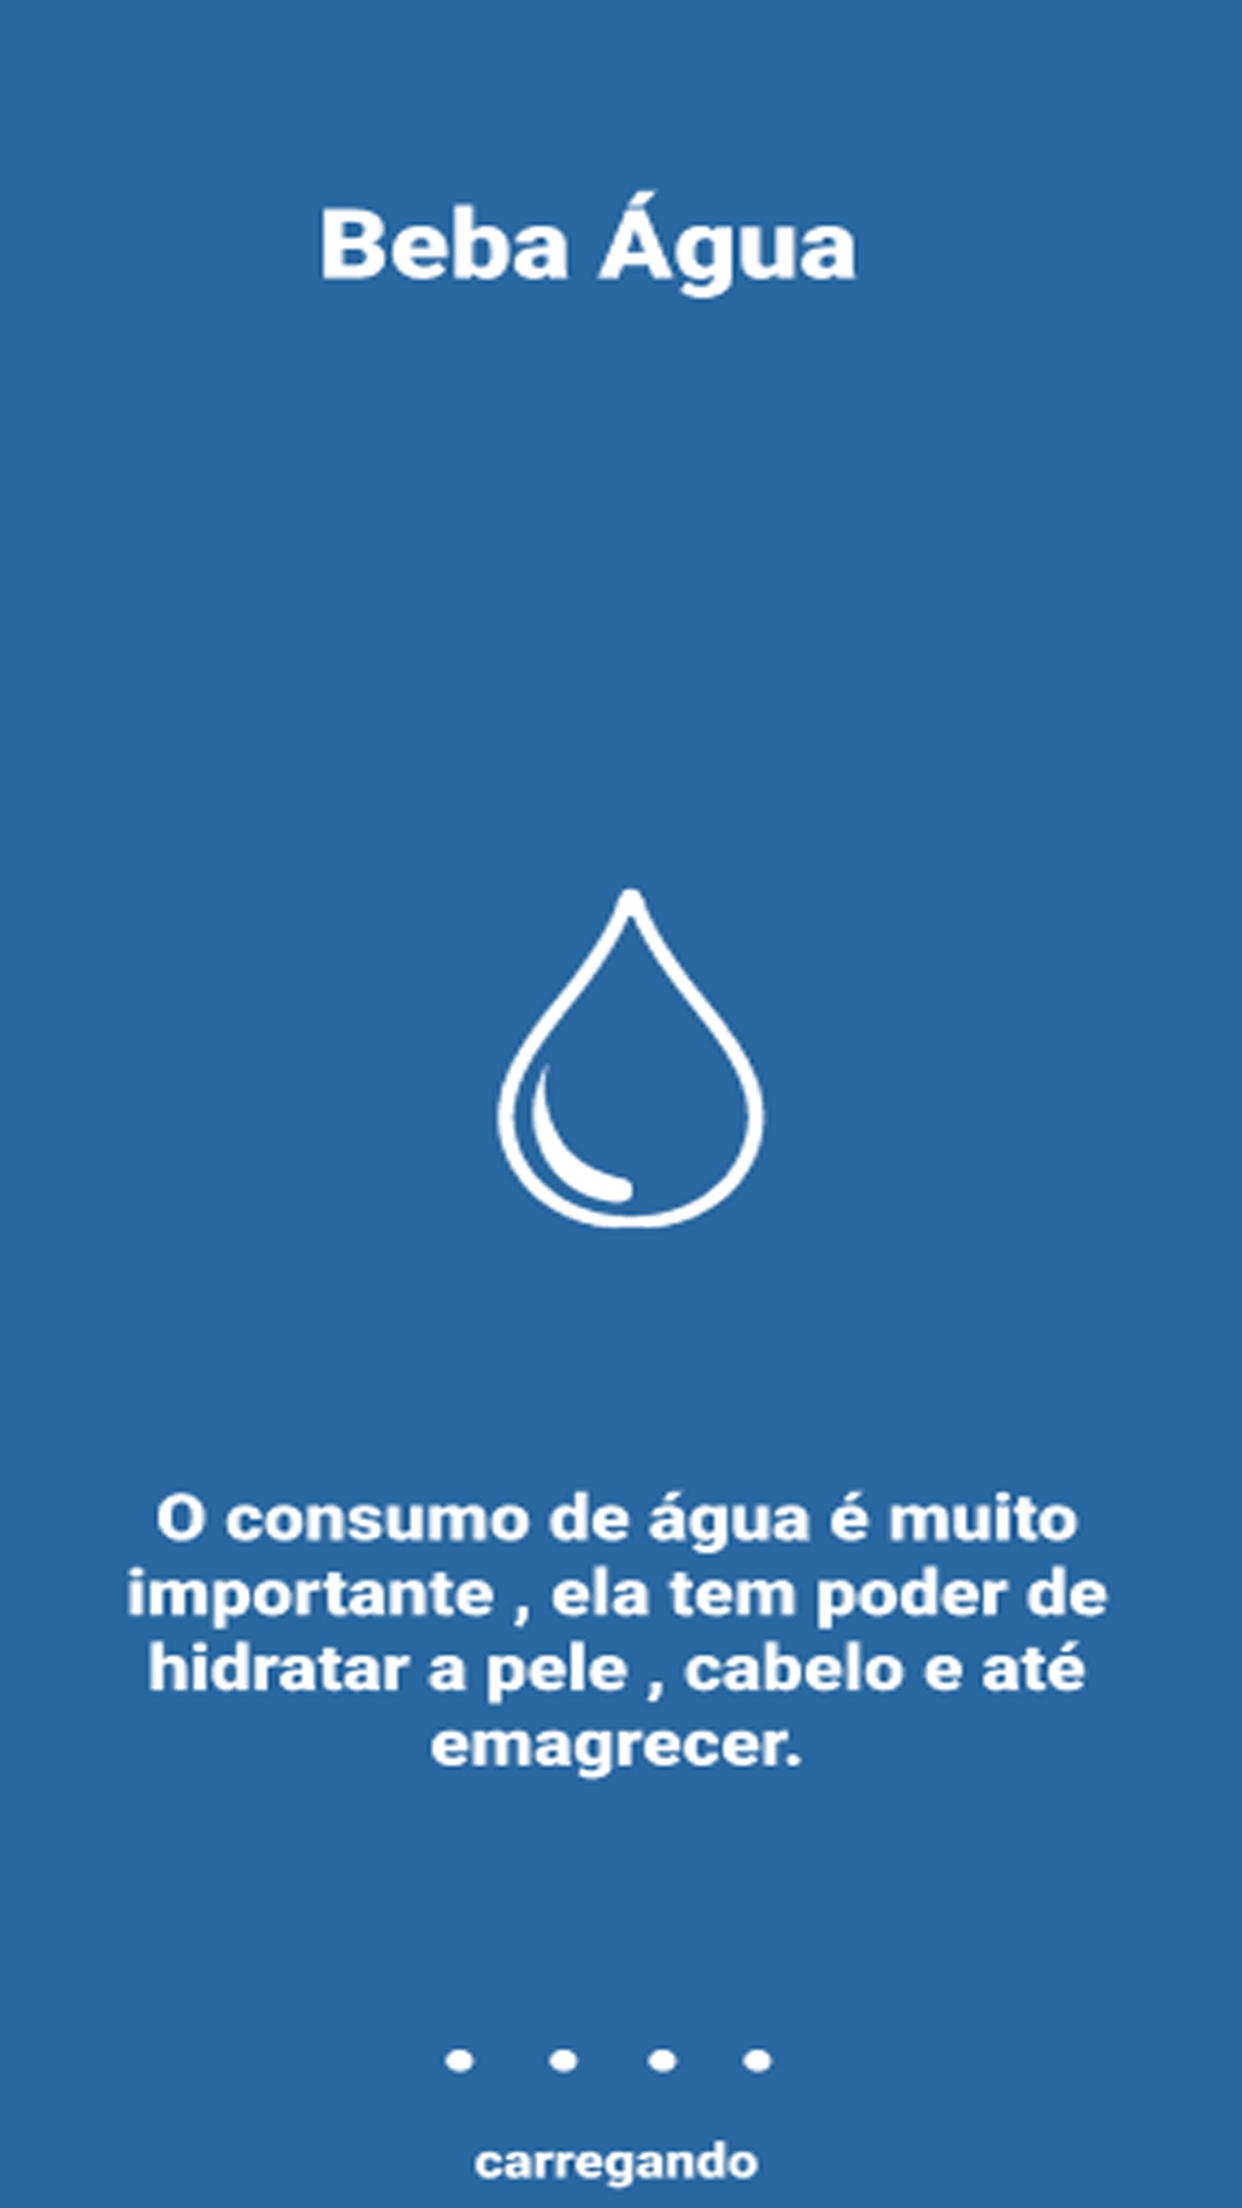 Beba Água
O consumo de água é muito
importante , ela tem poder de
hidratar a pele , cabelo e até
emagrecer.
carregando